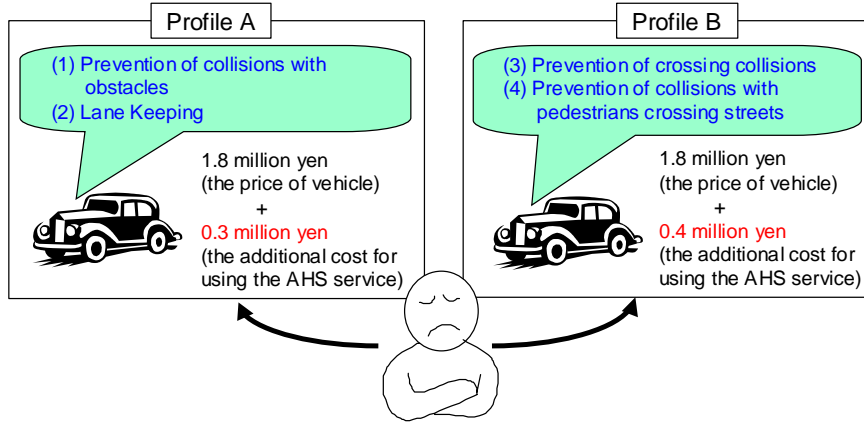 Profile A
(1) Prevention of collisions with
obstacles
(2) Lane Keeping
1.8 million yen
(the price of vehicle)
+
0.3 million yen
(the additional cost for
using the AHS service)
Profile B
(3) Prevention of crossing collisions
(4) Prevention of collisions with
pedestrians crossing streets
1.8 million yen
(the price of vehicle)
+
0.4 million yen
(the additional cost for
using the AHS service)